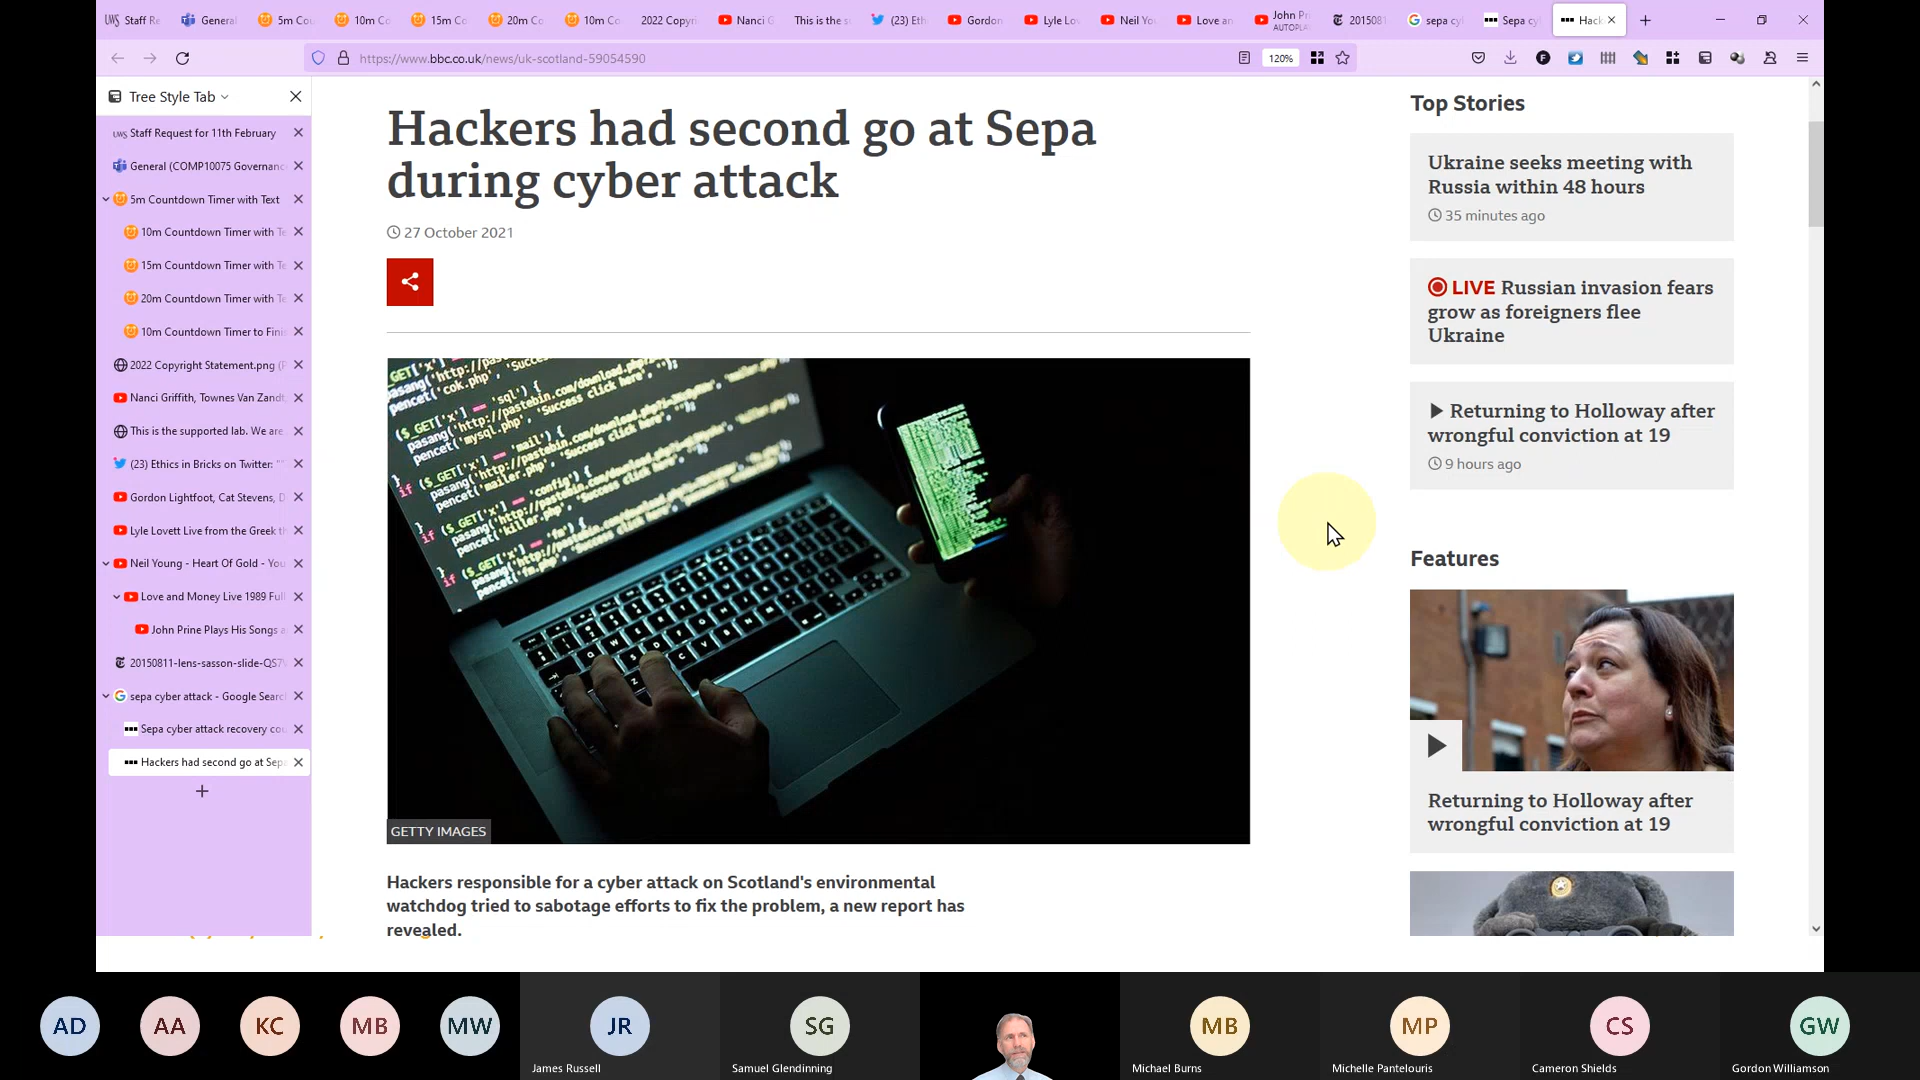 Staff Re
General
5m Cou
10m Co
15m Co
20m Co
10m Co
2022 Copyri
Nanci G
This is the s
(23) Eth
Gordon
Lyle Lo
Neil Yo
Love an
John Pri
AUTOPLAY
201508
sepa cy
Sepa cy
Hack
https://www.bbc.co.uk/news/uk-scotland-59054590
120%
Tree Style Tab
Staff Request for 11th February
General (COMP10075 Governanc
5m Countdown Timer with Text
10m Countdown Timer with Te
15m Countdown Timer with Te
20m Countdown Timer with Te
10m Countdown Timer to Fini
2022 Copyright Statement.png (
Nanci Griffith, Townes Van Zandt,
This is the supported lab. We are
(23) Ethics in Bricks on Twitter: "
Gordon Lightfoot, Cat Stevens, D
Lyle Lovett Live from the Greek t
Neil Young - Heart Of Gold - You
Love and Money Live 1989 Full
John Prine Plays His Songs a
20150811-lens-sasson-slide-QS7
sepa cyber attack - Google Searc
Sepa cyber attack recovery co
Hackers had second go at Sepa
Hackers had second go at Sepa
during cyber attack
27 October 2021
GETTY IMAGES
Hackers responsible for a cyber attack on Scotland's environmental
watchdog tried to sabotage efforts to fix the problem, a new report has
revealed.
Top Stories
Ukraine seeks meeting with
Russia within 48 hours
35 minutes ago
LIVE Russian invasion fears
grow as foreigners flee
Ukraine
Returning to Holloway after
wrongful conviction at 19
9 hours ago
Features
Returning to Holloway after
wrongful conviction at 19
AD
AA
KC
MB
MW
JR
SG
MB
MP
CS
GW
James Russell
Samuel Glendinning
Michael Burns
Michelle Pantelouris
Cameron Shields
Gordon Williamson